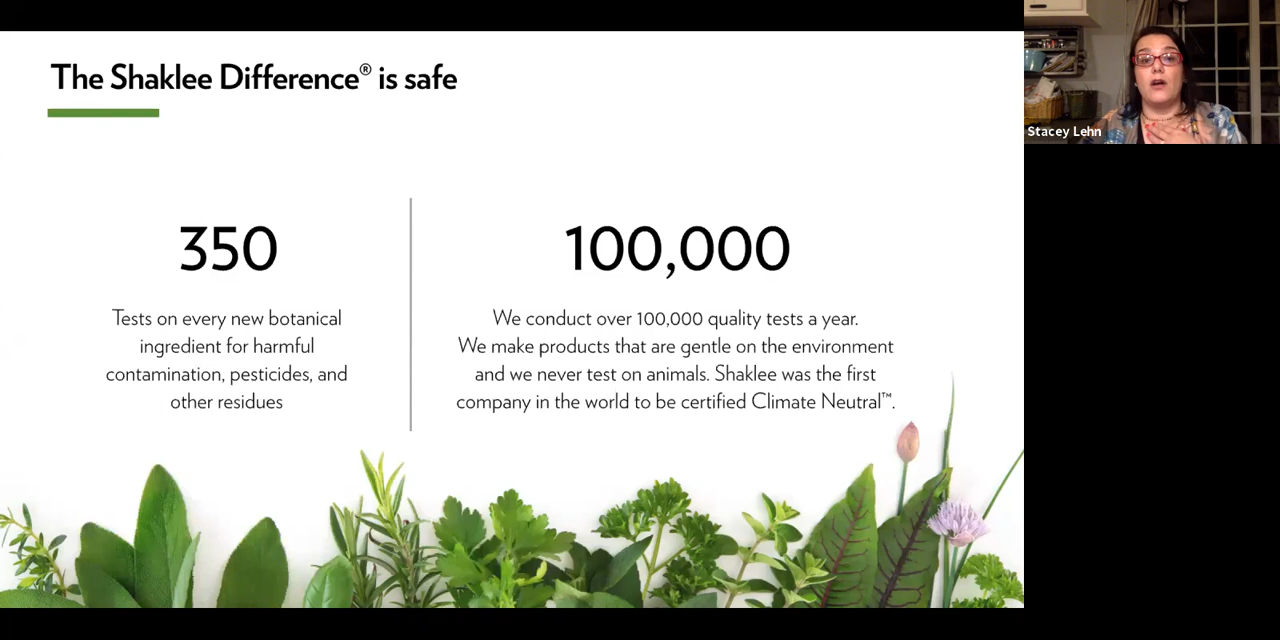 The Shaklee Difference® is safe
350
Tests on every new botanical
ingredient for harmful
contamination, pesticides, and
other residues
100,000
We conduct over 100,000 quality tests a year.
We make products that are gentle on the environment
and we never test on animals. Shaklee was the first
company in the world to be certified Climate Neutral™.
Stacey Lehn